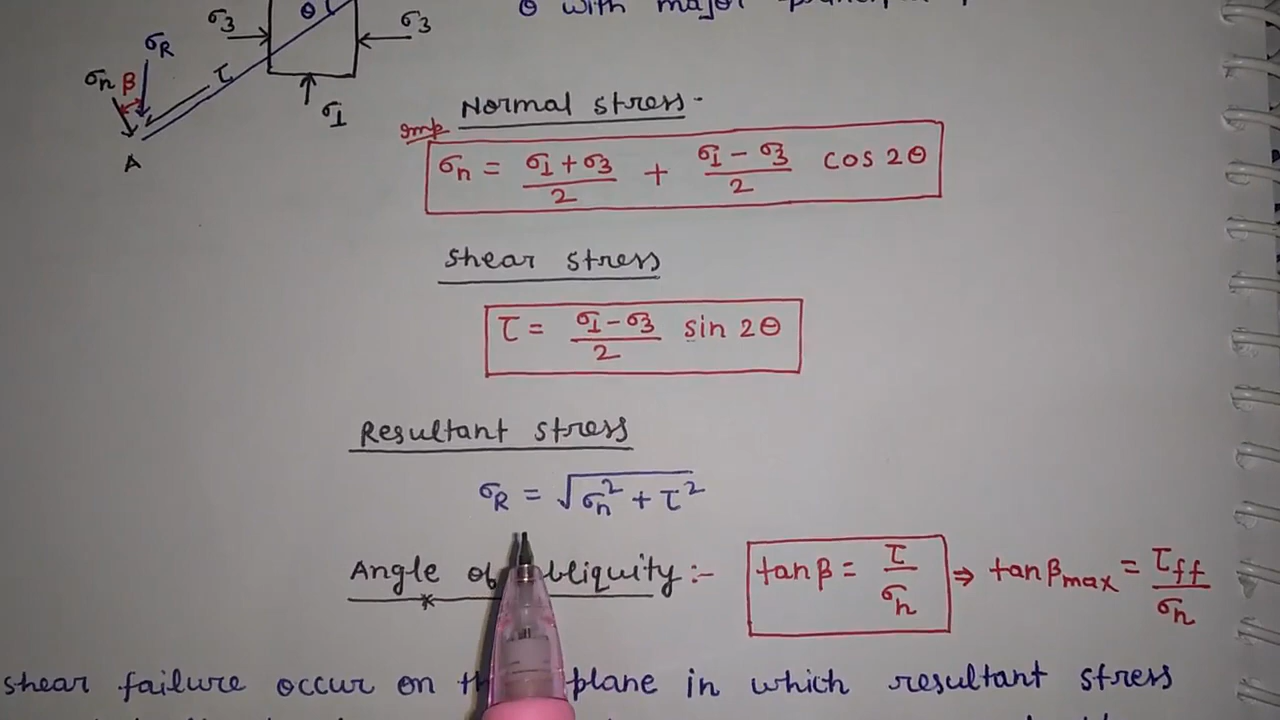 θ with major
θ
σ3
σ3
σR
σn β
τ
σ1
A
Normal stress-
Imp
σn = (σ1 + σ3)/2 + (σ1 - σ3)/2 cos 2θ
shear stress
τ = (σ1 - σ3)/2 sin 2θ
Resultant stress
σR = √(σn² + τ²)
Angle of obliquity :- tan β = τ/σn ⇒ tan βmax = τff/σn
shear failure occur on plane in which resultant stress